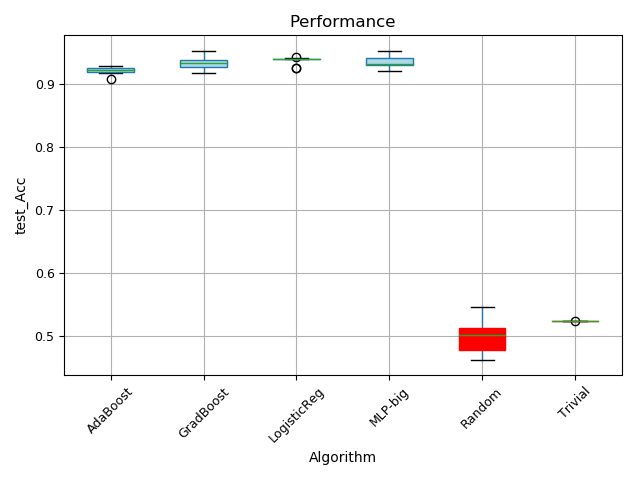 Performance
test_Acc
0.9
0.8
0.7
0.6
0.5
AdaBoost
GradBoost
LogisticReg
MLP-big
Random
Trivial
Algorithm